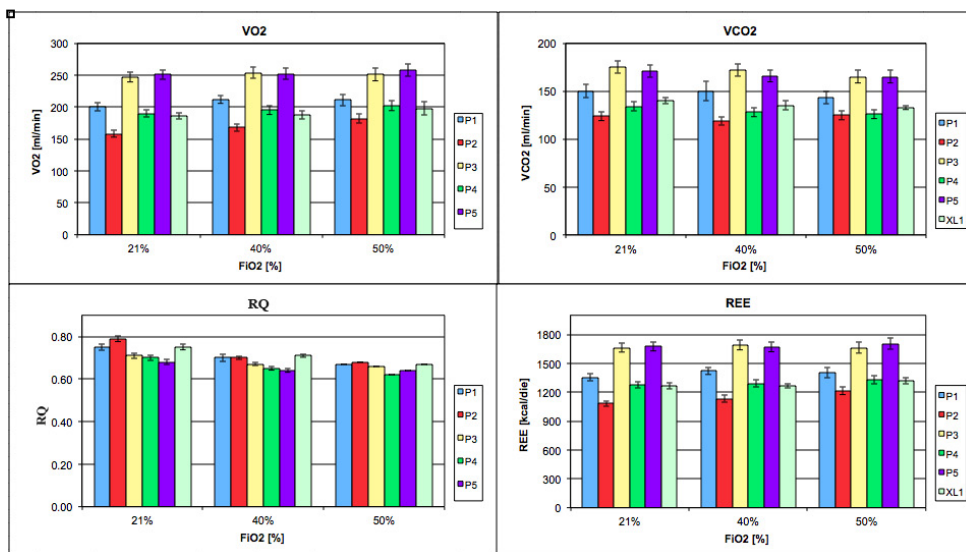 VO2
300
250
200
150
100
50
0
VO2 [ml/min]
21%
40%
50%
FiO2 [%]
P1
P2
P3
P4
P5
VCO2
200
150
100
50
0
VCO2 [ml/min]
21%
40%
50%
FiO2 [%]
P1
P2
P3
P4
P5
XL1
RQ
0.80
0.60
0.40
0.20
0.00
RQ
21%
40%
50%
FiO2 [%]
P1
P2
P3
P4
P5
REE
1800
1500
1200
900
600
300
0
REE [kcal/die]
21%
40%
50%
FiO2 [%]
P1
P2
P3
P4
P5
XL1